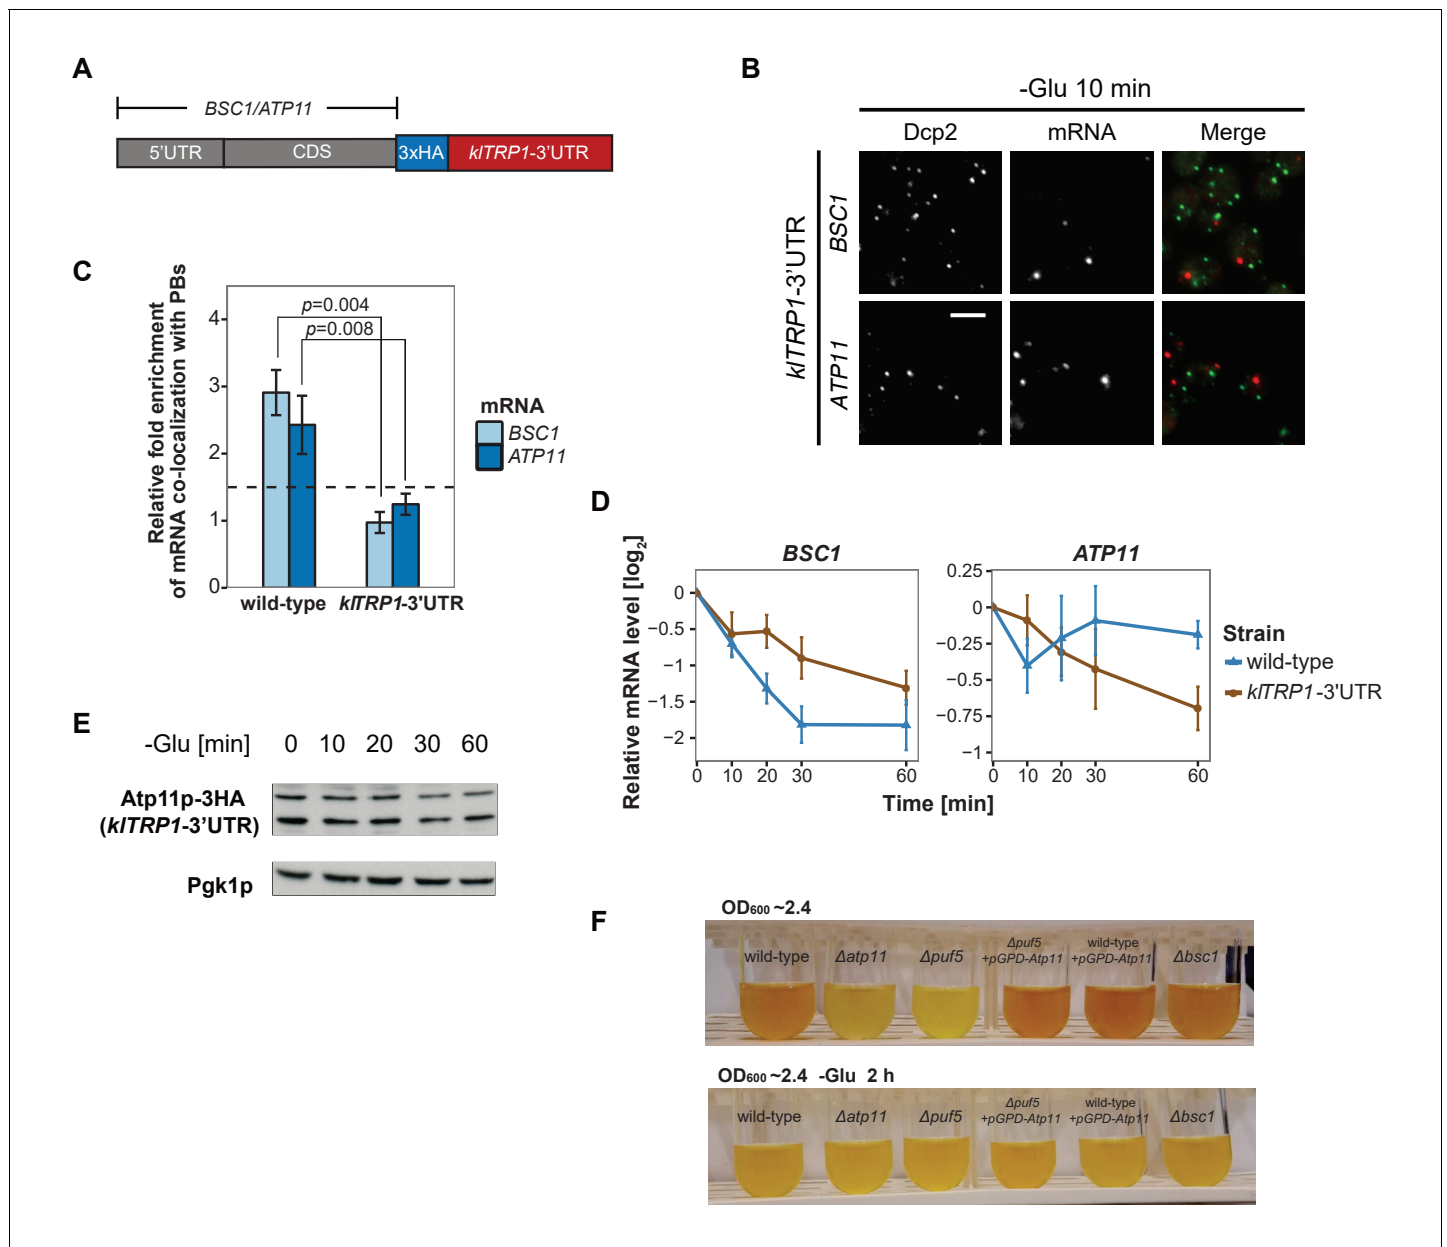 A
BSC1/ATP11
5'UTR CDS 3xHA klTRP1-3'UTR
B
-Glu 10 min
Dcp2 mRNA Merge
klTRP1-3'UTR
BSC1
ATP11
C
Relative fold enrichment
of mRNA co-localization with PBs
4
3
2
1
0
p=0.004
p=0.008
wild-type klTRP1-3'UTR
mRNA
BSC1
ATP11
D
Relative mRNA level [log2]
BSC1
0
−0.5
−1
−1.5
−2
0 10 20 30 60
ATP11
0.25
0
−0.25
−0.5
−0.75
−1
0 10 20 30 60
Time [min]
Strain
wild-type
klTRP1-3'UTR
E
-Glu [min] 0 10 20 30 60
Atp11p-3HA
(klTRP1-3'UTR)
Pgk1p
F
OD600 ~2.4
wild-type
Δatp11
Δpuf5
Δpuf5
+pGPD-Atp11
wild-type
+pGPD-Atp11
Δbsc1
OD600 ~2.4 -Glu 2 h
wild-type
Δatp11
Δpuf5
Δpuf5
+pGPD-Atp11
wild-type
+pGPD-Atp11
Δbsc1